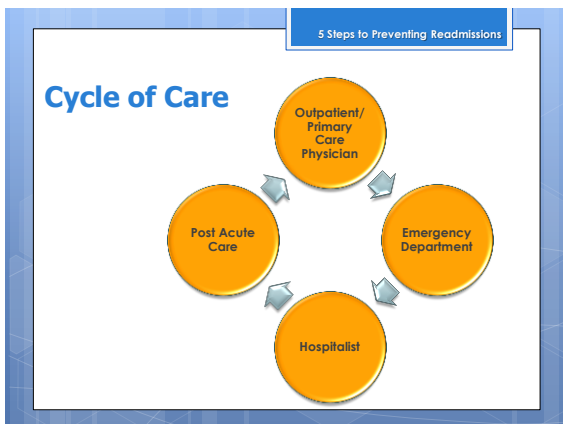 5 Steps to Preventing Readmissions
Cycle of Care
Outpatient/
Primary
Care
Physician
Post Acute
Care
Emergency
Department
Hospitalist